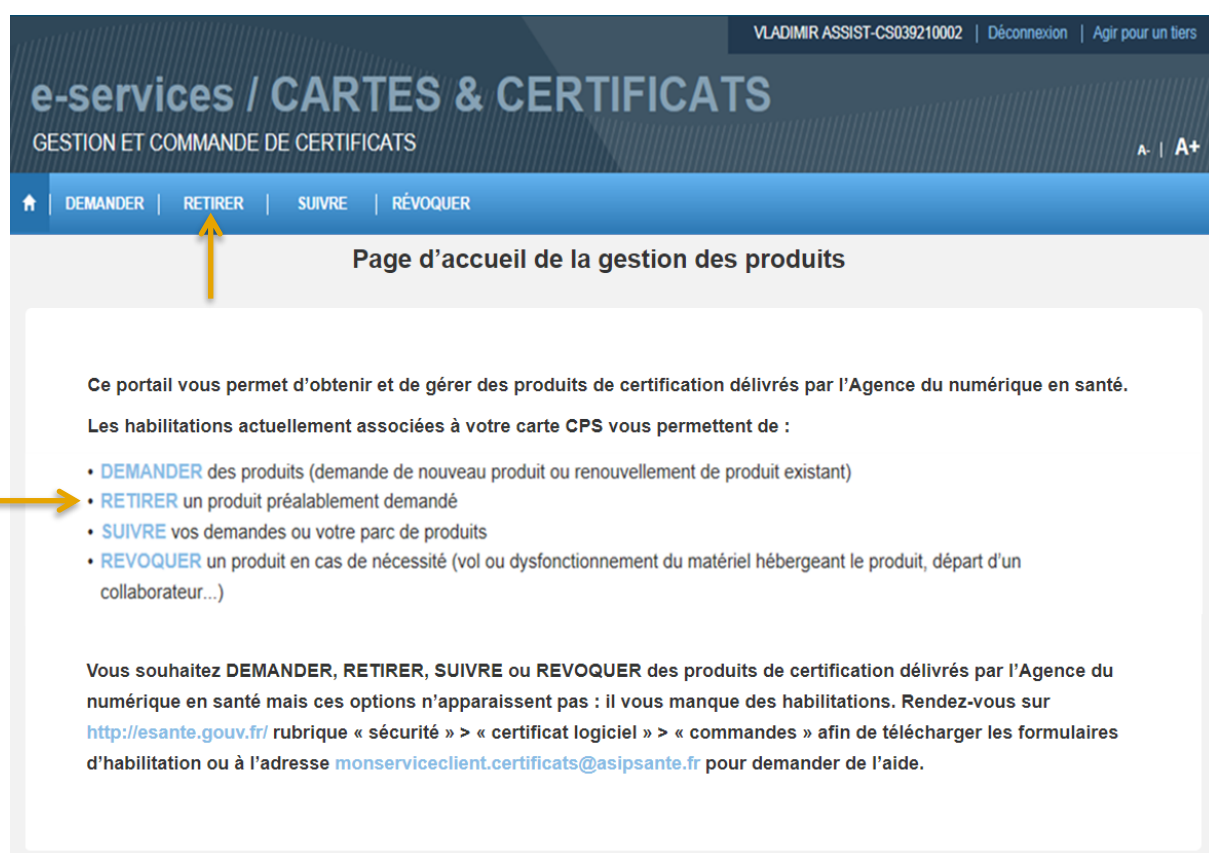 VLADIMIR ASSIST-CS039210002 | Déconnexion | Agir pour un tiers
e-services / CARTES & CERTIFICATS
GESTION ET COMMANDE DE CERTIFICATS
A- | A+
DEMANDER | RETIRER | SUIVRE | RÉVOQUER
Page d’accueil de la gestion des produits
Ce portail vous permet d’obtenir et de gérer des produits de certification délivrés par l’Agence du numérique en santé.
Les habilitations actuellement associées à votre carte CPS vous permettent de :
• DEMANDER des produits (demande de nouveau produit ou renouvellement de produit existant)
• RETIRER un produit préalablement demandé
• SUIVRE vos demandes ou votre parc de produits
• REVOQUER un produit en cas de nécessité (vol ou dysfonctionnement du matériel hébergeant le produit, départ d’un
collaborateur...)
Vous souhaitez DEMANDER, RETIRER, SUIVRE ou REVOQUER des produits de certification délivrés par l’Agence du
numérique en santé mais ces options n’apparaissent pas : il vous manque des habilitations. Rendez-vous sur
http://esante.gouv.fr/ rubrique « sécurité » > « certificat logiciel » > « commandes » afin de télécharger les formulaires
d’habilitation ou à l’adresse monserviceclient.certificats@asipsante.fr pour demander de l’aide.